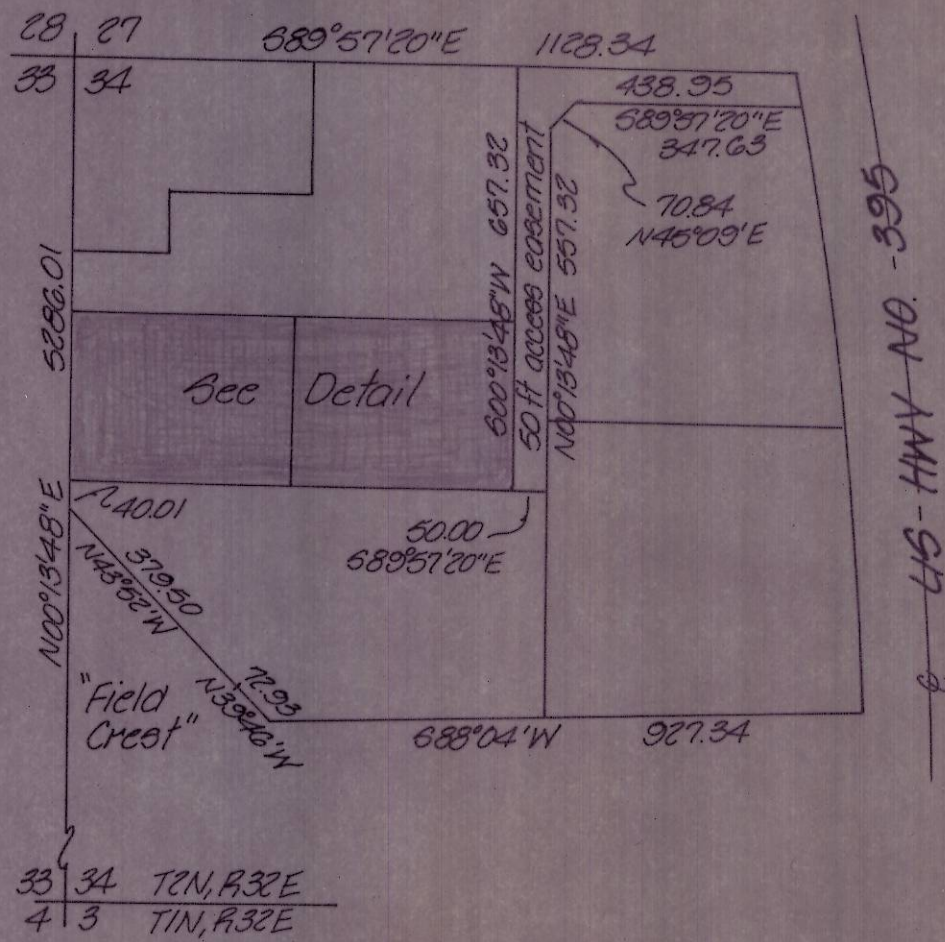 28 27
33 34
S89°57'20"E 1128.34
438.95
S89°57'20"E
347.63
70.84
N45°09'E
5286.01
S00°13'48"W 657.32
50 ft access easement
N00°13'48"E 557.32
US - HWY NO. - 395
See Detail
40.01
50.00
S89°57'20"E
N00°13'48"E
379.50
N43°52'W
72.93
N39°46'W
"Field
Crest"
S88°04'W 927.34
33 34 T2N, R32E
4 3 T1N, R32E